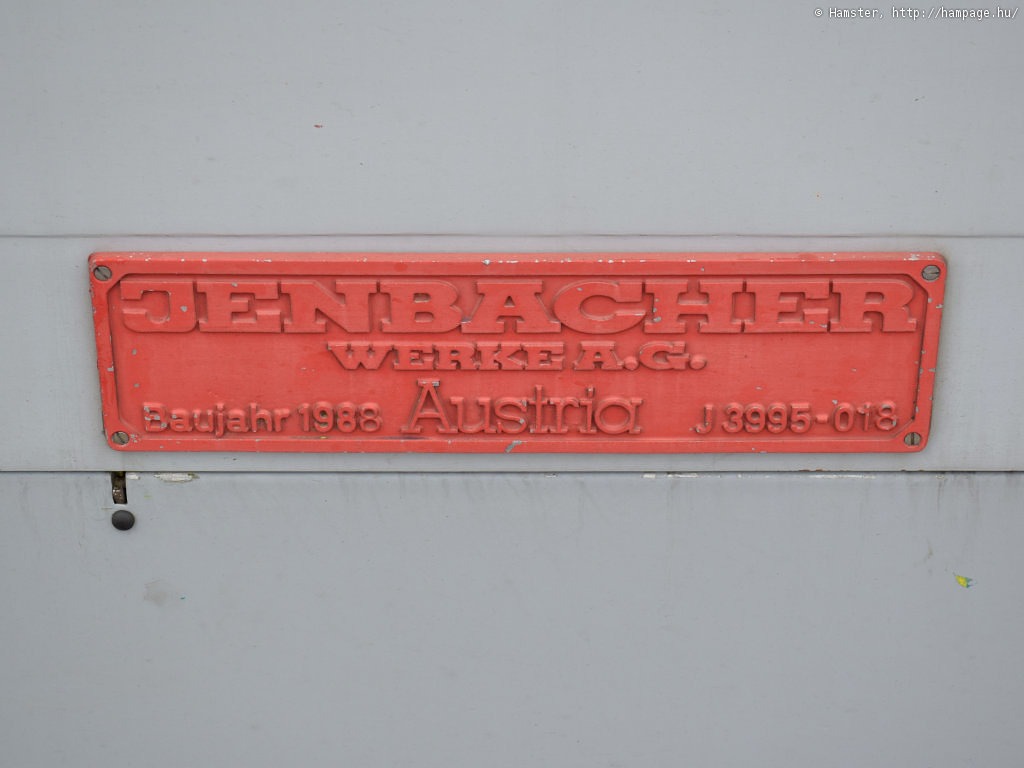 © Hamster, http://hampage.hu/
JENBACHER
WERKE A.G.
Baujahr 1988 Austria J 3995-018